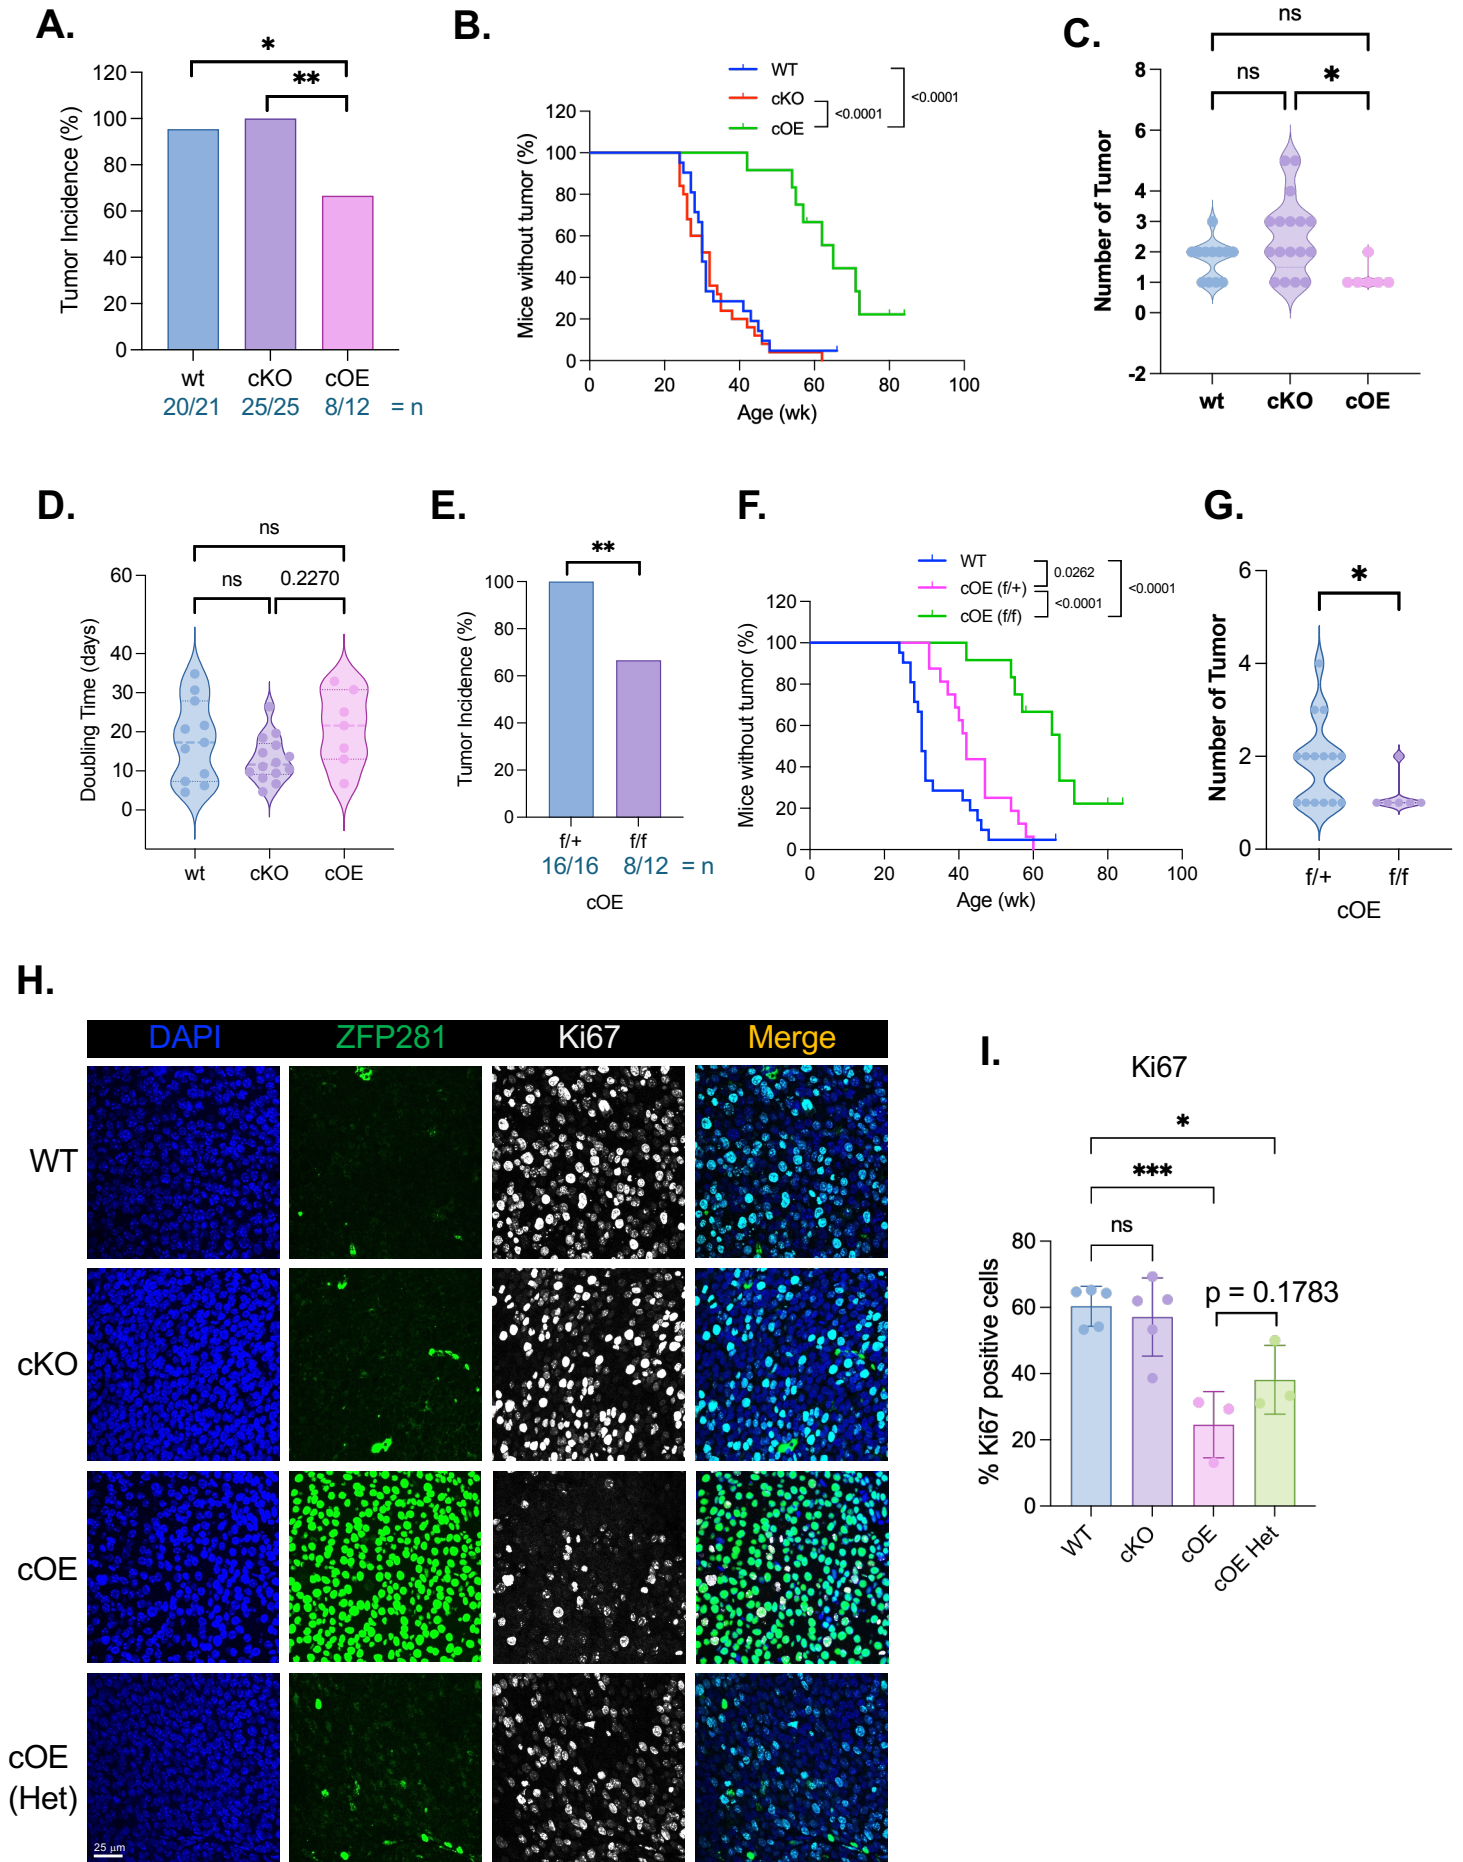 A.
*
**
Tumor Incidence (%)
120
100
80
60
40
20
0
wt cKO cOE
20/21 25/25 8/12 = n
B.
WT
cKO
cOE
<0.0001
<0.0001
Mice without tumor (%)
120
100
80
60
40
20
0
0 20 40 60 80 100
Age (wk)
C.
ns
ns *
Number of Tumor
8
6
4
3
2
1
0
-2
wt cKO cOE
D.
ns
ns 0.2270
Doubling Time (days)
60
40
30
20
10
0
wt cKO cOE
E.
**
Tumor Incidence (%)
100
80
60
40
20
0
f/+ f/f
16/16 8/12 = n
cOE
F.
WT
cOE (f/+)
cOE (f/f)
0.0262
<0.0001
<0.0001
Mice without tumor (%)
120
100
80
60
40
20
0
0 20 40 60 80 100
Age (wk)
G.
*
Number of Tumor
6
4
2
0
f/+ f/f
cOE
H.
DAPI ZFP281 Ki67 Merge
WT
cKO
cOE
cOE
(Het)
25 μm
I.
Ki67
*
***
ns
p = 0.1783
% Ki67 positive cells
80
60
40
20
0
WT cKO cOE cOE Het